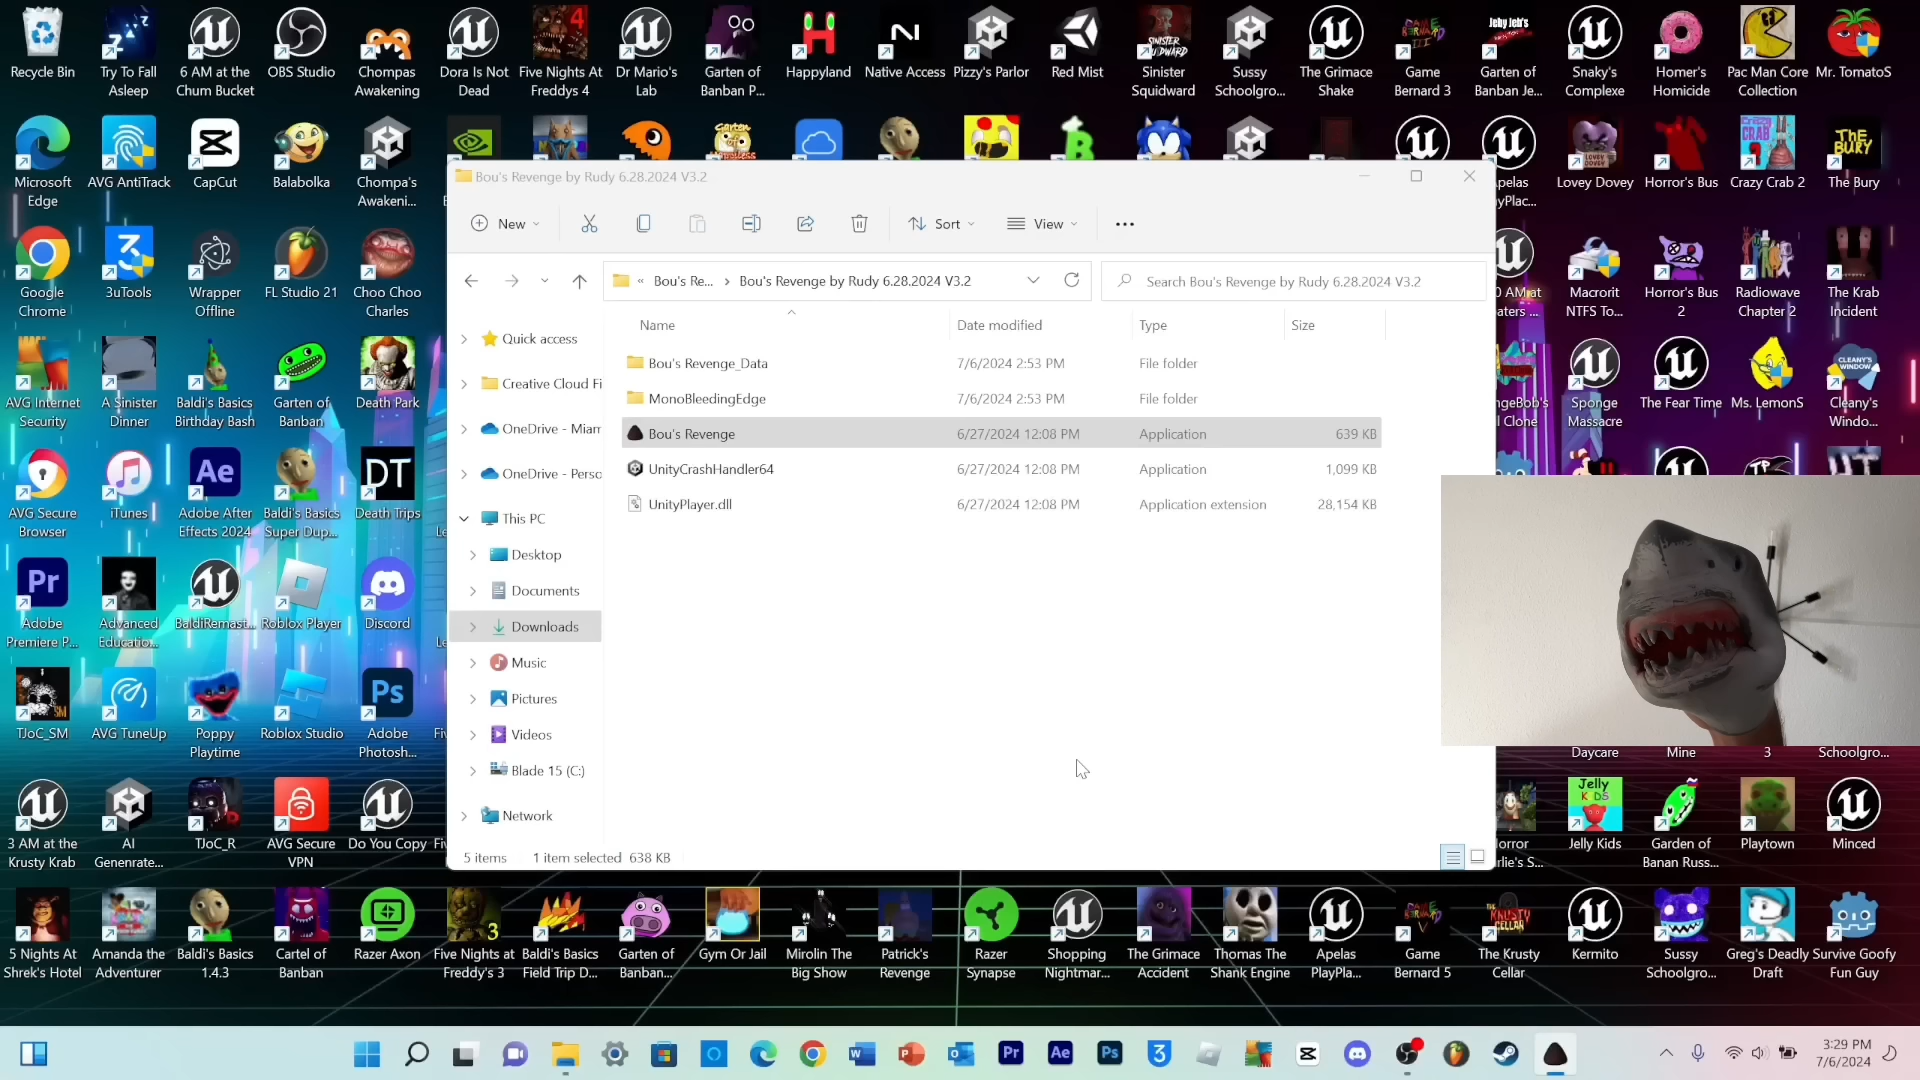 Recycle Bin
Try To Fall
Asleep
6 AM at the
Chum Bucket
OBS Studio
Chompas
Awakening
Dora Is Not
Dead
Five Nights At
Freddys 4
Dr Mario's
Lab
Garten of
Banban P...
Happyland
Native Access
Pizzy's Parlor
Red Mist
Sinister
Squidward
Sussy
Schoolgro...
The Grimace
Shake
Game
Bernard 3
Garten of
Banban Je...
Snaky's
Complexe
Homer's
Homicide
Pac Man Core
Collection
Mr. TomatoS
Microsoft
Edge
AVG AntiTrack
CapCut
Balabolka
Chompa's
Awakeni...
Lovey Dovey
Horror's Bus
Crazy Crab 2
The Bury
Bou's Revenge by Rudy 6.28.2024 V3.2
New
Sort
View
Bou's Re...
Bou's Revenge by Rudy 6.28.2024 V3.2
Search Bou's Revenge by Rudy 6.28.2024 V3.2
Name
Date modified
Type
Size
Bou's Revenge_Data
7/6/2024 2:53 PM
File folder
MonoBleedingEdge
7/6/2024 2:53 PM
File folder
Bou's Revenge
6/27/2024 12:08 PM
Application
639 KB
UnityCrashHandler64
6/27/2024 12:08 PM
Application
1,099 KB
UnityPlayer.dll
6/27/2024 12:08 PM
Application extension
28,154 KB
Quick access
Creative Cloud Fi
OneDrive - Miam
OneDrive - Perso
This PC
Desktop
Documents
Downloads
Music
Pictures
Videos
Blade 15 (C:)
Network
5 items
1 item selected 638 KB
Google
Chrome
3uTools
Wrapper
Offline
FL Studio 21
Choo Choo
Charles
Macrorit
NTFS To...
Horror's Bus
2
Radiowave
Chapter 2
The Krab
Incident
AVG Internet
Security
A Sinister
Dinner
Baldi's Basics
Birthday Bash
Garten of
Banban
Death Park
Sponge
Massacre
The Fear Time
Ms. LemonS
Cleany's
Windo...
AVG Secure
Browser
iTunes
Adobe After
Effects 2024
Baldi's Basics
Super Dup...
Death Trips
Adobe
Premiere P...
Advanced
Educatio...
BaldiRemast...
Roblox Player
Discord
TJoC_SM
AVG TuneUp
Poppy
Playtime
Roblox Studio
Adobe
Photosh...
Daycare
Mine
3
Schoolgro...
3 AM at the
Krusty Krab
AI
Genenrate...
TJoC_R
AVG Secure
VPN
Do You Copy
Jelly Kids
Garden of
Banan Russ...
Playtown
Minced
5 Nights At
Shrek's Hotel
Amanda the
Adventurer
Baldi's Basics
1.4.3
Cartel of
Banban
Razer Axon
Five Nights at
Freddy's 3
Baldi's Basics
Field Trip D...
Garten of
Banban...
Gym Or Jail
Mirolin The
Big Show
Patrick's
Revenge
Razer
Synapse
Shopping
Nightmar...
The Grimace
Accident
Thomas The
Shank Engine
Apelas
PlayPla...
Game
Bernard 5
The Krusty
Cellar
Kermito
Sussy
Schoolgro...
Greg's Deadly
Draft
Survive Goofy
Fun Guy
3:29 PM
7/6/2024